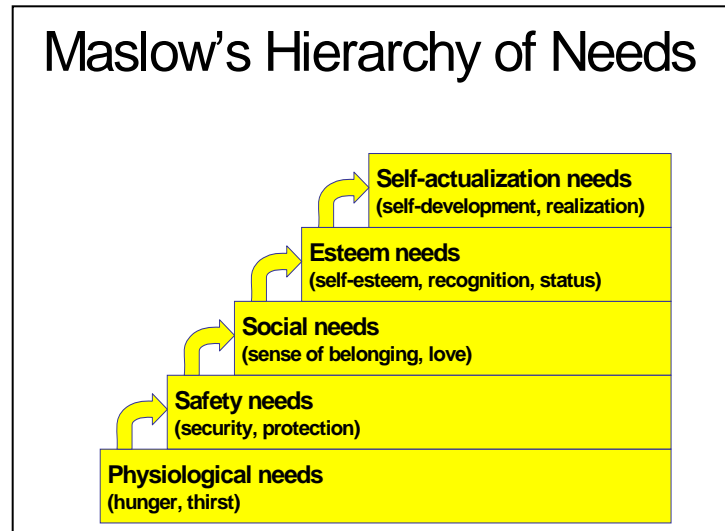 Maslow's Hierarchy of Needs
Self-actualization needs
(self-development, realization)
Esteem needs
(self-esteem, recognition, status)
Social needs
(sense of belonging, love)
Safety needs
(security, protection)
Physiological needs
(hunger, thirst)